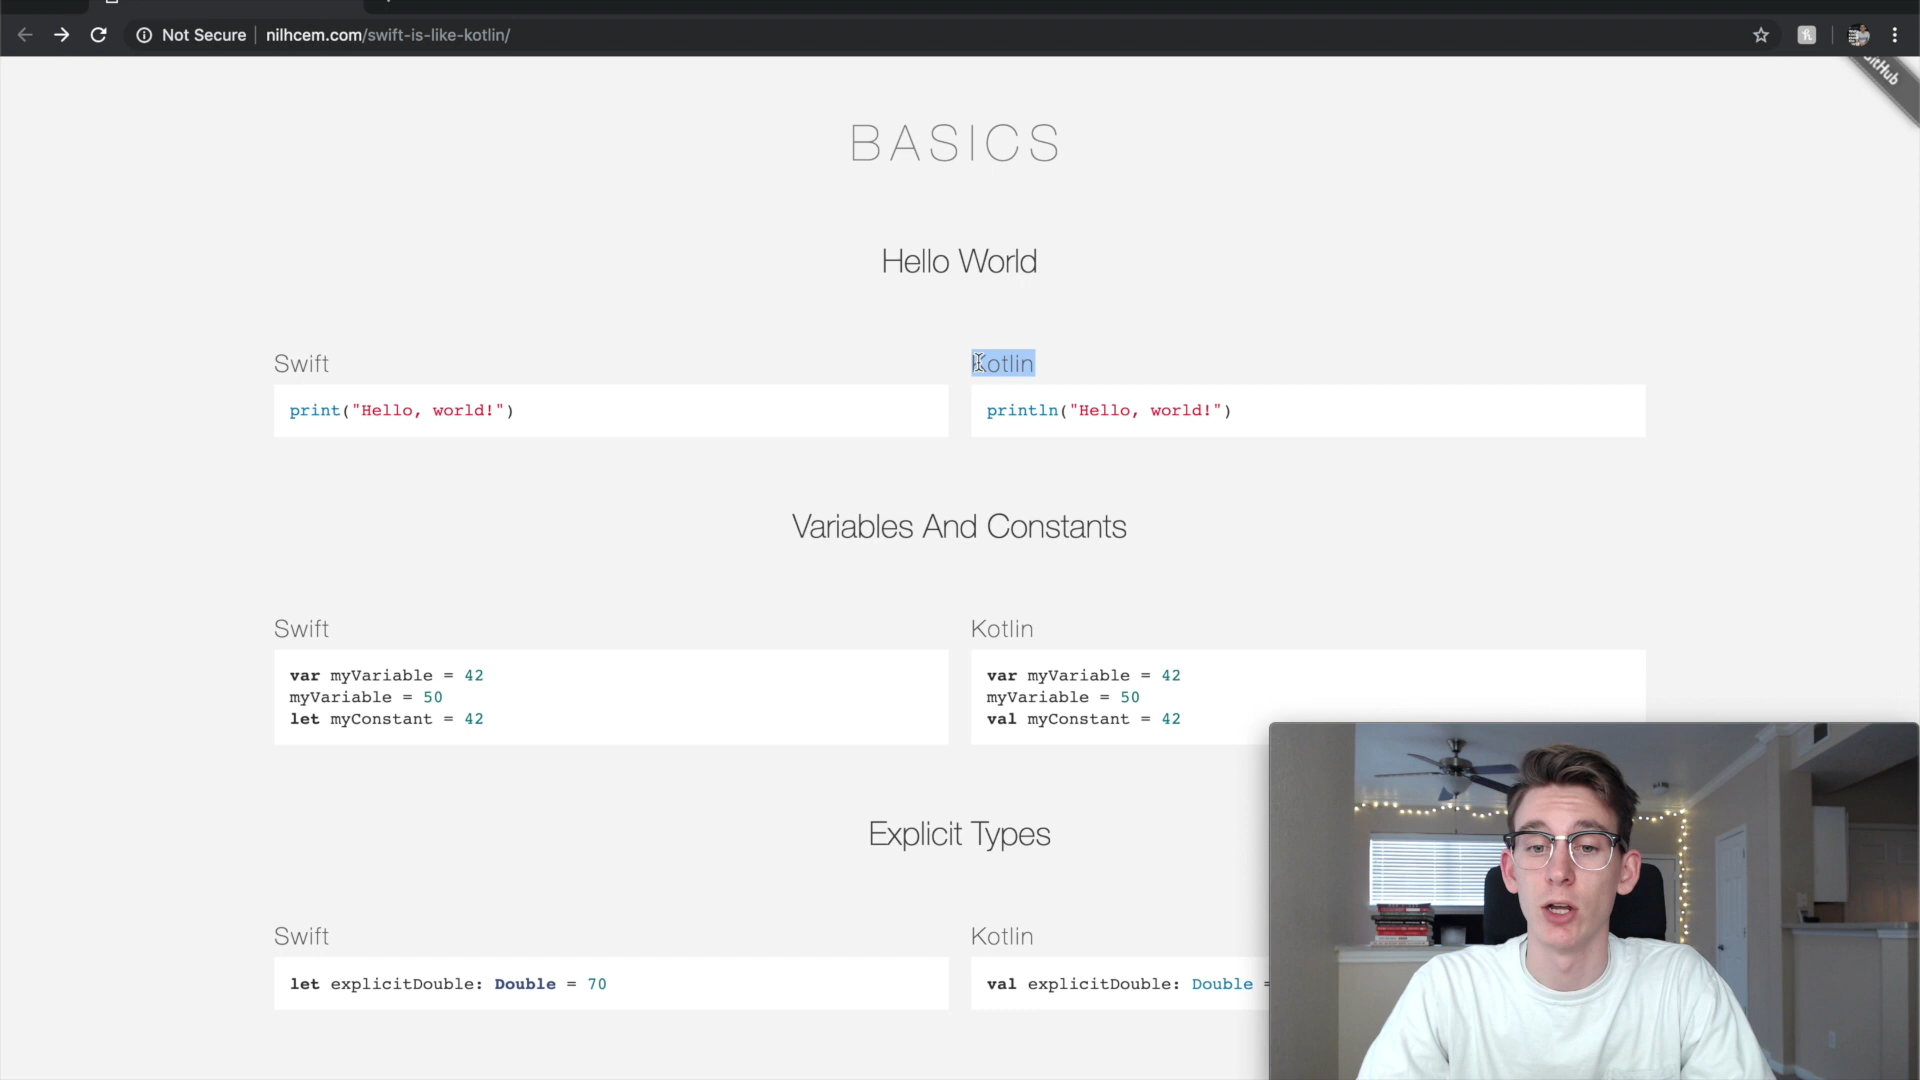 Not Secure | nilhcem.com/swift-is-like-kotlin/
BASICS
Hello World
Swift
Kotlin
print("Hello, world!")
println("Hello, world!")
Variables And Constants
Swift
Kotlin
var myVariable = 42
myVariable = 50
let myConstant = 42
var myVariable = 42
myVariable = 50
val myConstant = 42
Explicit Types
Swift
Kotlin
let explicitDouble: Double = 70
val explicitDouble: Double =